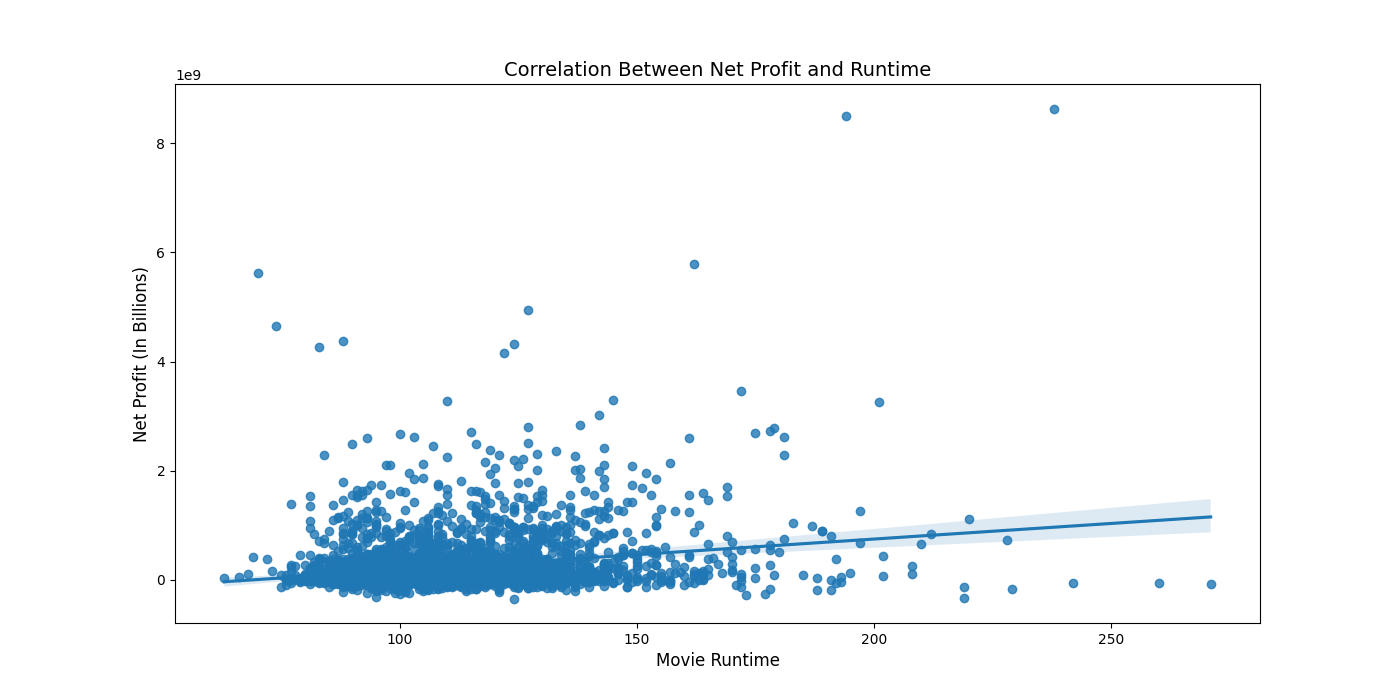 Correlation Between Net Profit and Runtime
1e9
8
6
4
2
0
Net Profit (In Billions)
100
150
200
250
Movie Runtime